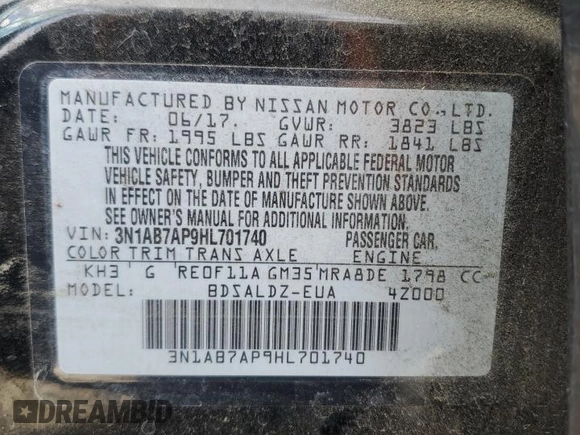 MANUFACTURED BY NISSAN MOTOR CO.,LTD.
DATE: 06/17. GVWR: 3823 LBS
GAWR FR: 1995 LBS GAWR RR: 1841 LBS
THIS VEHICLE CONFORMS TO ALL APPLICABLE FEDERAL MOTOR
VEHICLE SAFETY, BUMPER AND THEFT PREVENTION STANDARDS
IN EFFECT ON THE DATE OF MANUFACTURE SHOWN ABOVE.
SEE OWNER'S MANUAL FOR ADDITIONAL INFORMATION.
VIN: 3N1AB7AP9HL701740 PASSENGER CAR.
COLOR TRIM TRANS AXLE ENGINE
KH3 G RE0F11A GM35 MRA8DE 1798 CC
MODEL: BDSALDZ-EUA 4Z000
3N1AB7AP9HL701740
DREAMBID